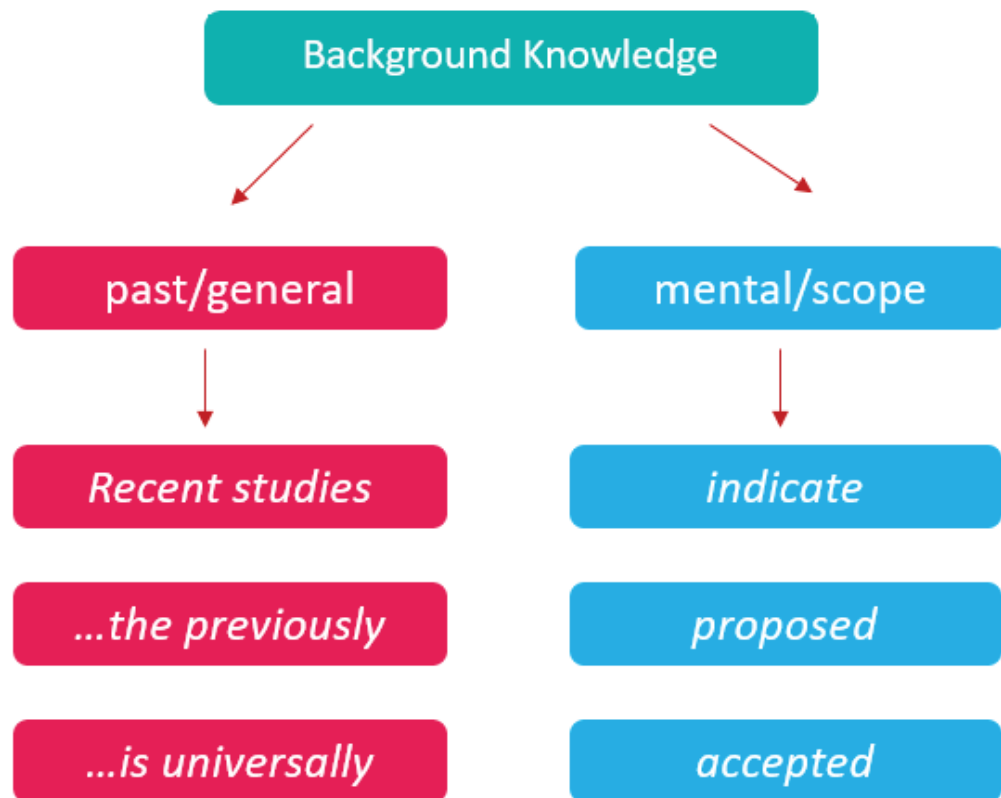 Background Knowledge
past/general
mental/scope
Recent studies
indicate
…the previously
proposed
…is universally
accepted